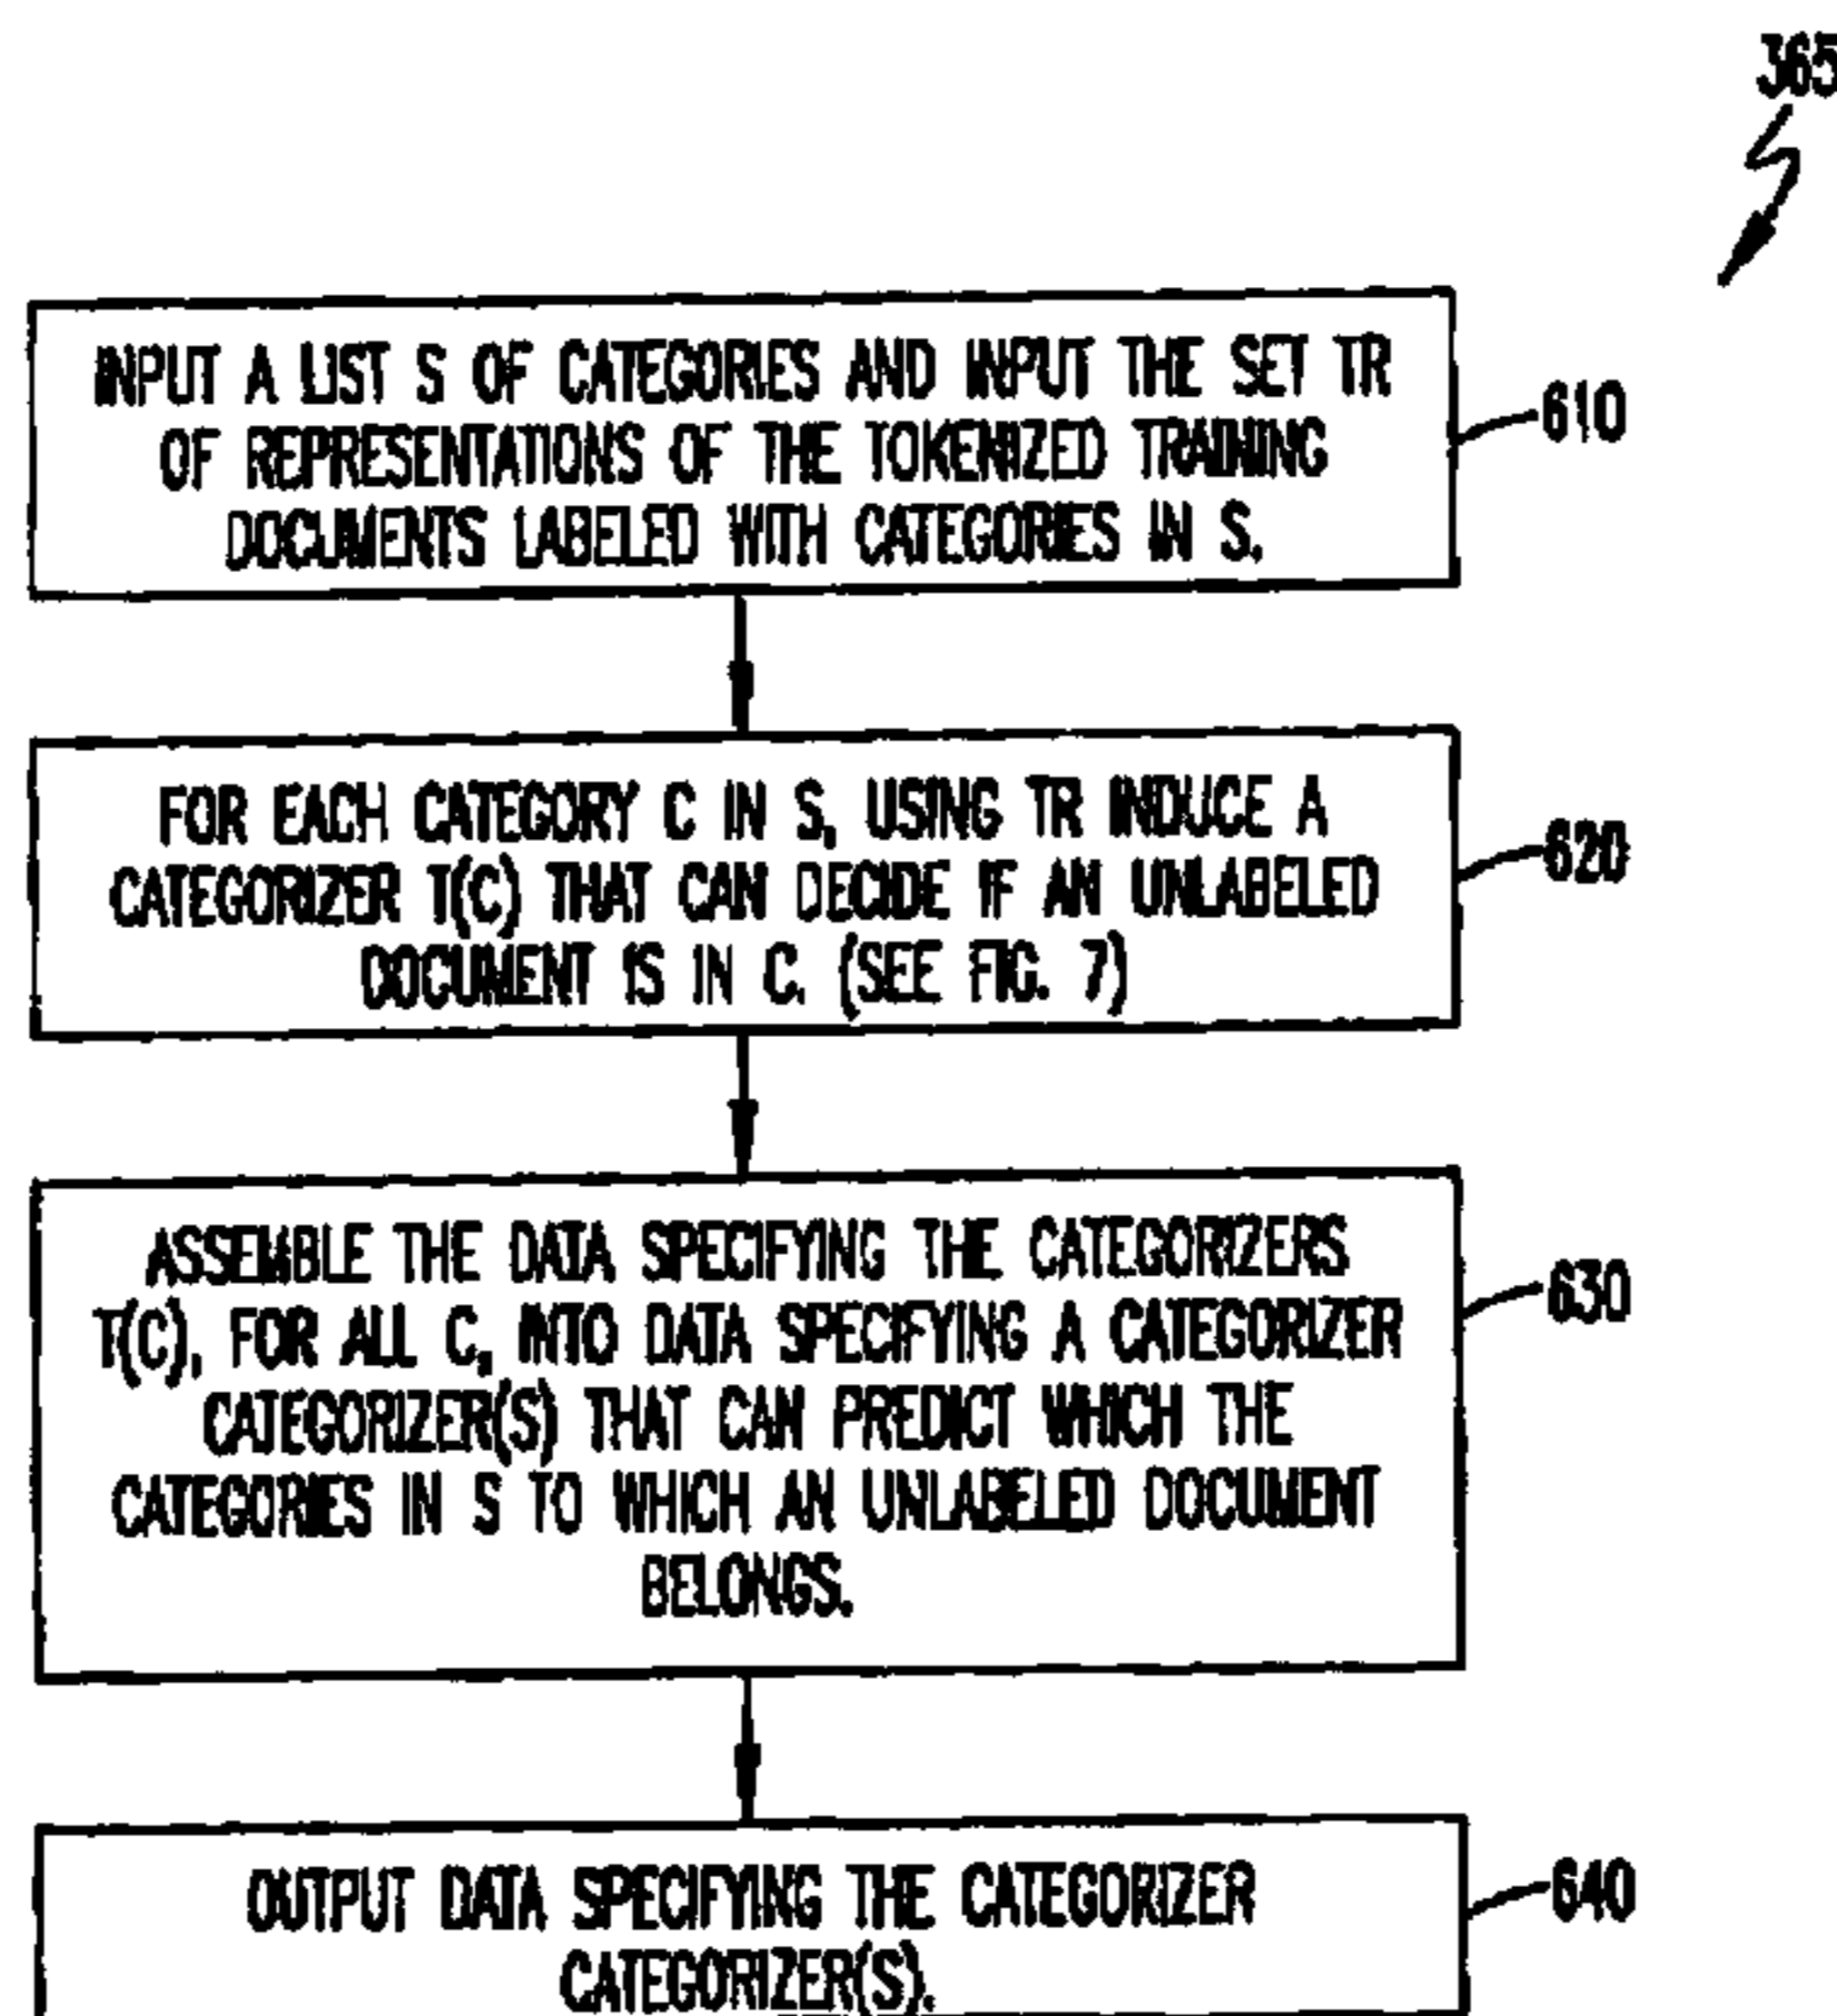 365
INPUT A LIST S OF CATEGORIES AND INPUT THE SET TR
OF REPRESENTATIONS OF THE TOKENIZED TRAINING
DOCUMENTS LABELED WITH CATEGORIES IN S.
610
FOR EACH CATEGORY C IN S, USING TR INDUCE A
CATEGORIZER T(C) THAT CAN DECIDE IF AN UNLABELED
DOCUMENT IS IN C. (SEE FIG. 7)
620
ASSEMBLE THE DATA SPECIFYING THE CATEGORIZERS
T(C), FOR ALL C, INTO DATA SPECIFYING A CATEGORIZER
CATEGORIZER(S) THAT CAN PREDICT WHICH THE
CATEGORIES IN S TO WHICH AN UNLABELED DOCUMENT
BELONGS.
630
OUTPUT DATA SPECIFYING THE CATEGORIZER
CATEGORIZER(S).
640